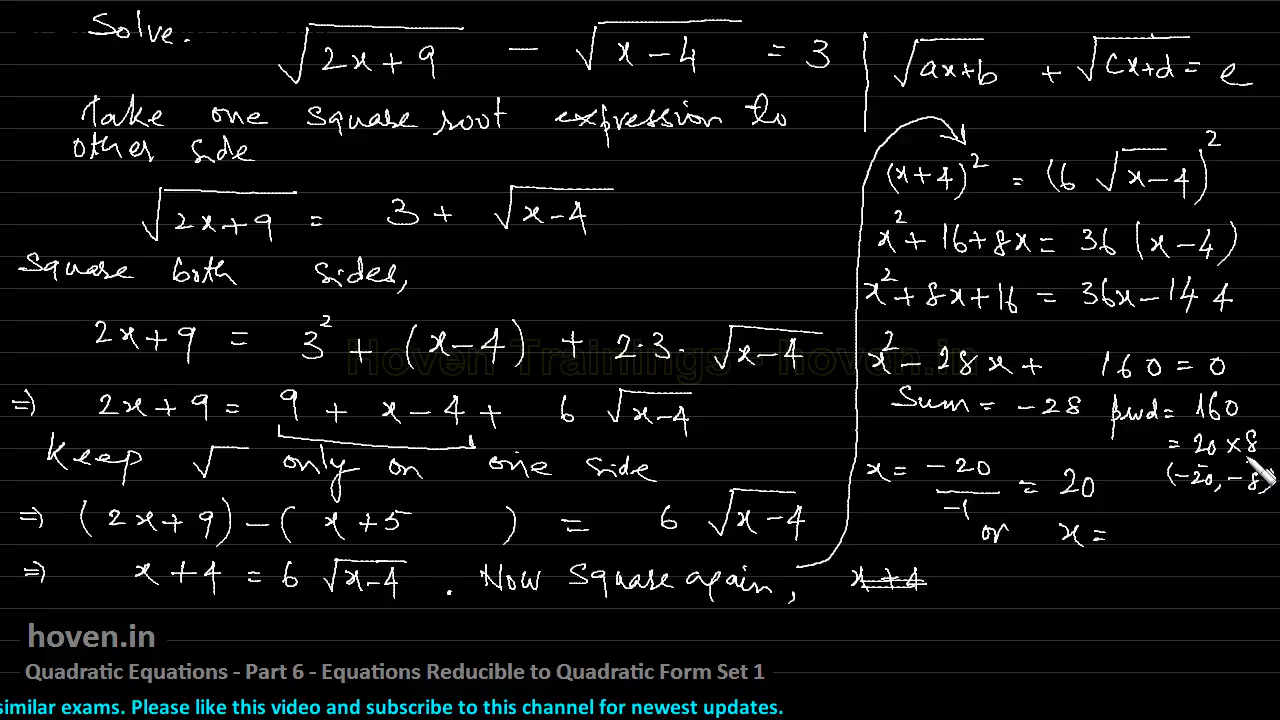 Solve. √(2x+9) − √(x−4) = 3
Take one square root expression to
other side
√(2x+9) = 3 + √(x−4)
Square both sides,
2x+9 = 3² + (x−4) + 2·3·√(x−4)
⇒ 2x+9 = 9 + x−4 + 6 √(x−4)
Keep √ only on one side
⇒ (2x+9) − (x+5 ) = 6 √(x−4)
⇒ x+4 = 6 √(x−4) . Now Square again, x+4
√(ax+b) + √(cx+d) = e
(x+4)² = (6 √(x−4))²
x² + 16 + 8x = 36 (x−4)
x² + 8x + 16 = 36x − 144
x² − 28x + 160 = 0
Sum = −28 prod = 160
= 20 × 8
(−20, −8)
x = −20/−1 = 20
or x =
Hoven Trainings - hoven.in
hoven.in
Quadratic Equations - Part 6 - Equations Reducible to Quadratic Form Set 1
similar exams. Please like this video and subscribe to this channel for newest updates.